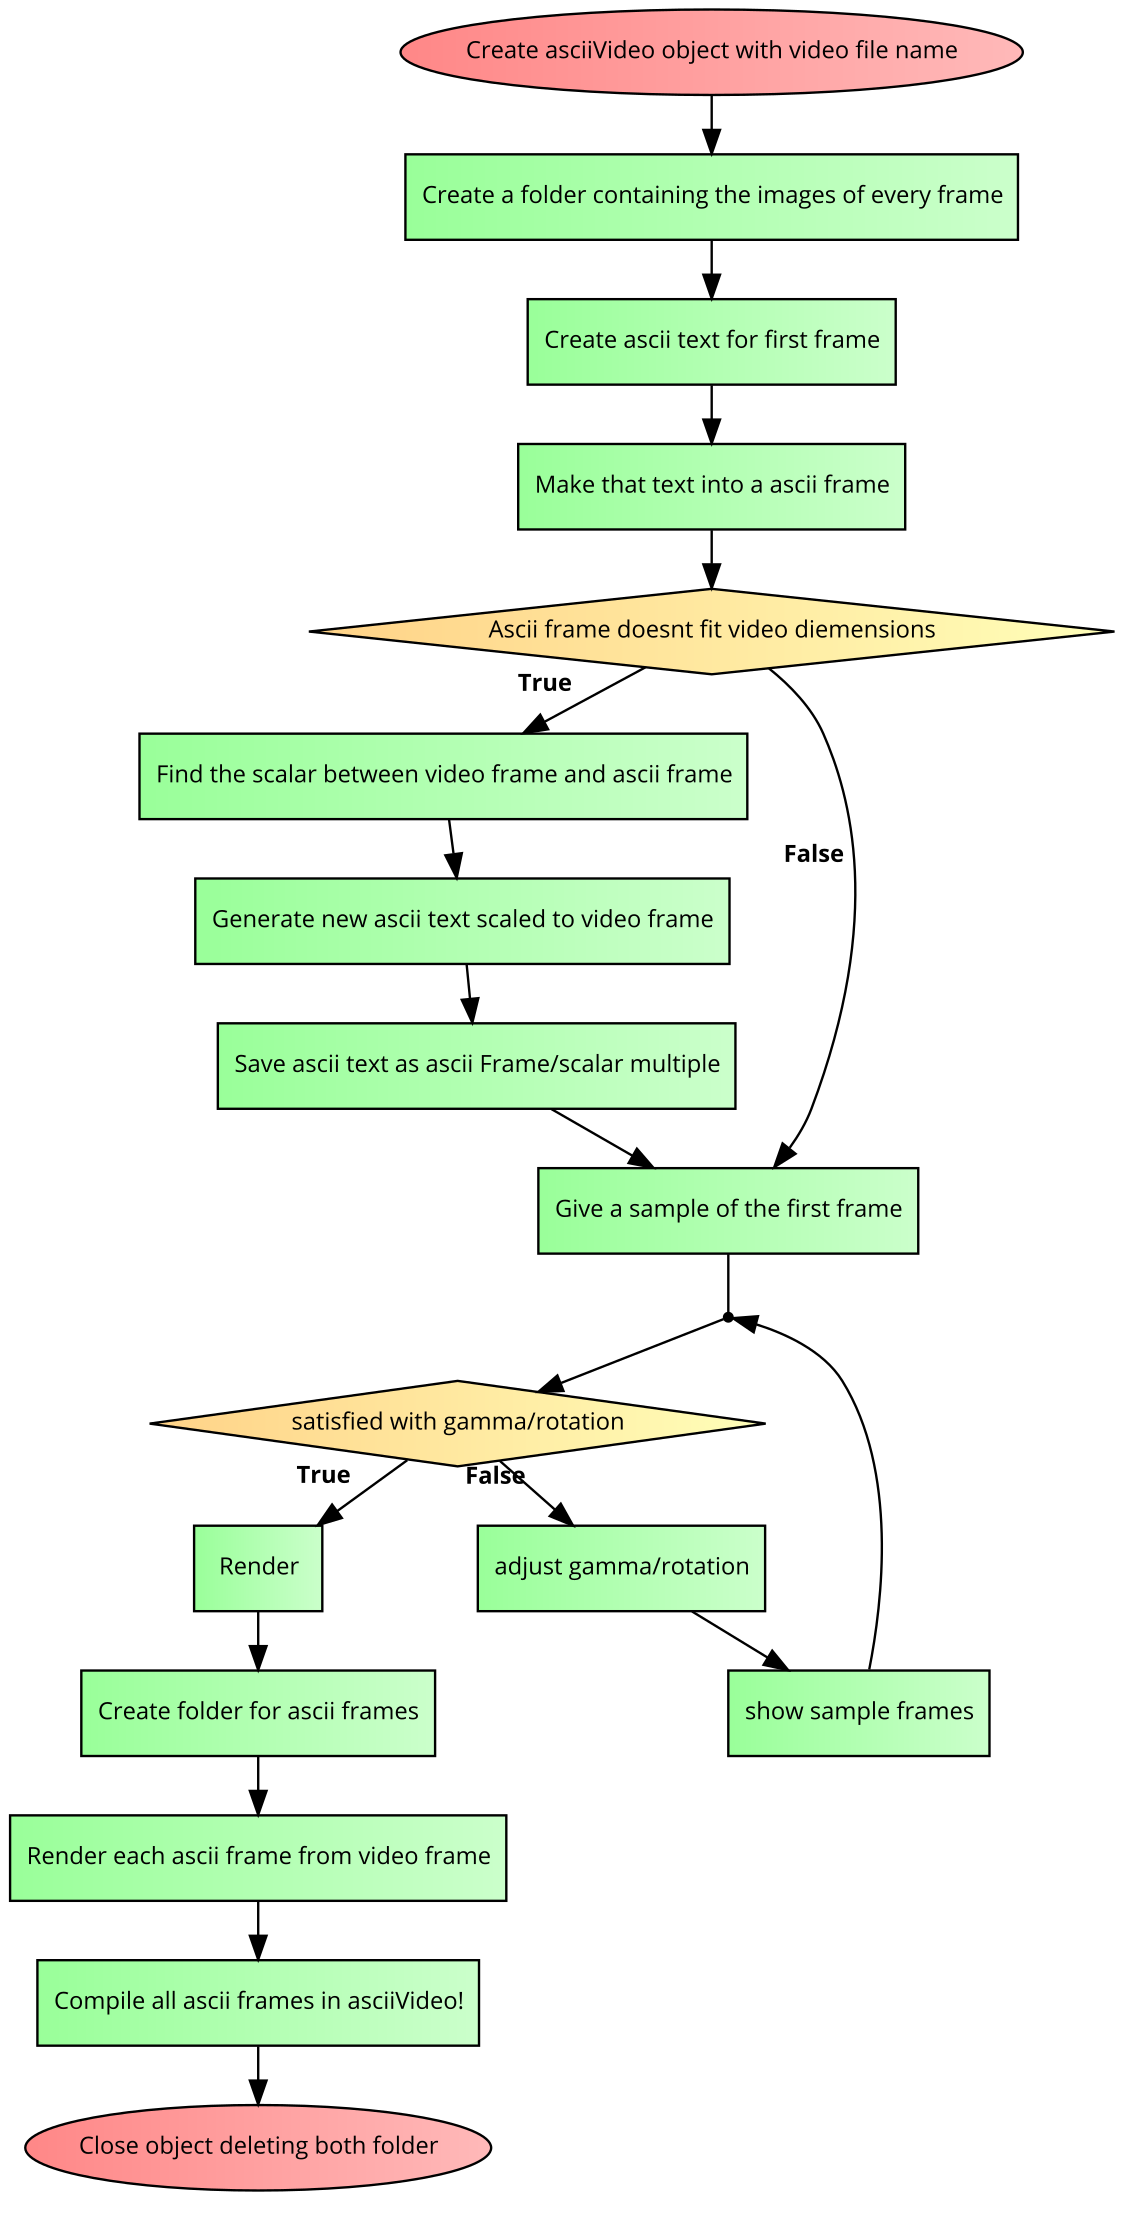 Create asciiVideo object with video file name
Create a folder containing the images of every frame
Create ascii text for first frame
Make that text into a ascii frame
Ascii frame doesnt fit video diemensions
True
Find the scalar between video frame and ascii frame
False
Generate new ascii text scaled to video frame
Save ascii text as ascii Frame/scalar multiple
Give a sample of the first frame
satisfied with gamma/rotation
True
False
Render
adjust gamma/rotation
Create folder for ascii frames
show sample frames
Render each ascii frame from video frame
Compile all ascii frames in asciiVideo!
Close object deleting both folder